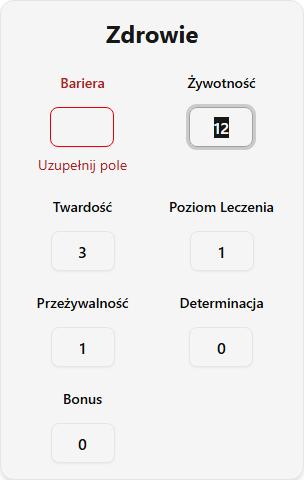 Zdrowie
Bariera Żywotność
12
Uzupełnij pole
Twardość Poziom Leczenia
3 1
Przeżywalność Determinacja
1 0
Bonus
0